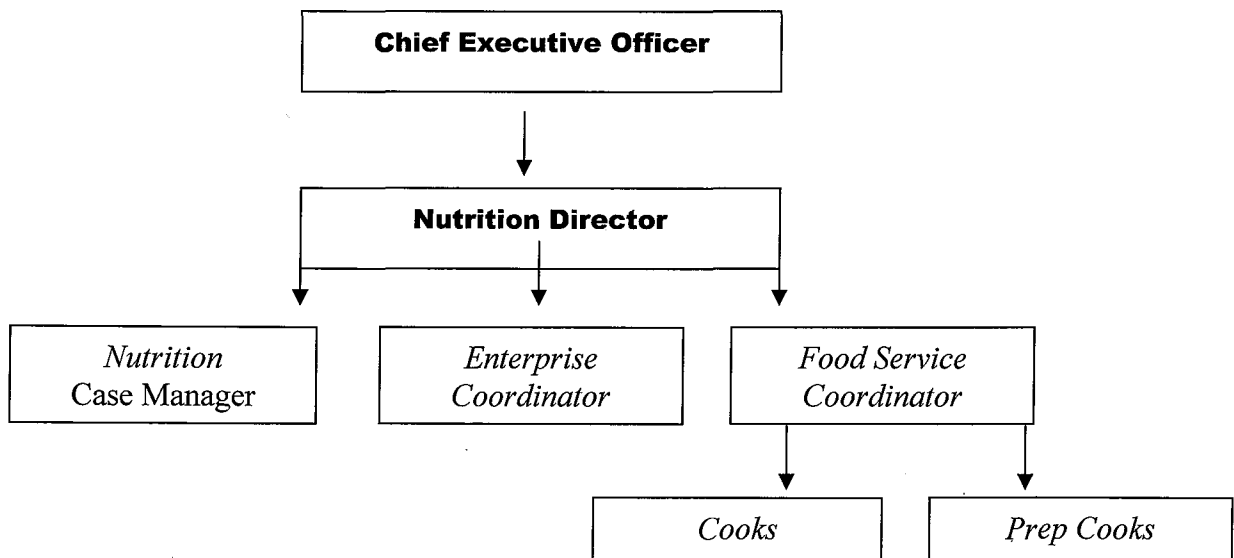 Chief Executive Officer
Nutrition Director
Nutrition
Case Manager
Enterprise
Coordinator
Food Service
Coordinator
Cooks
Prep Cooks